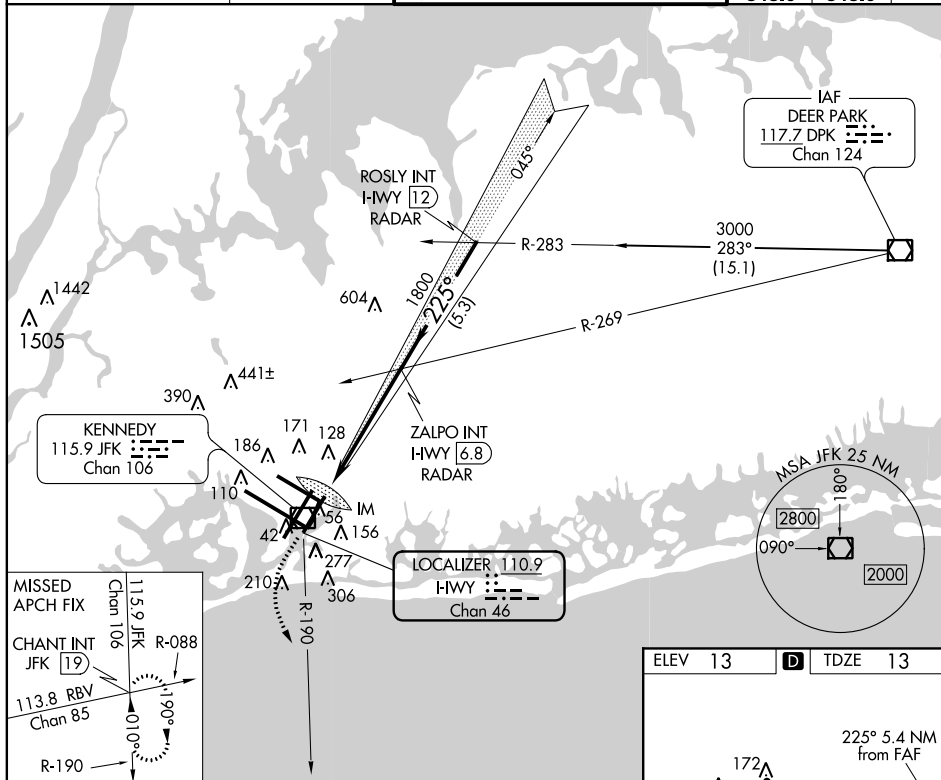 IAF
DEER PARK
117.7 DPK
Chan 124
ROSLY INT
I-IWY 12
RADAR
045°
R-283
3000
283°
(15.1)
1442
1505
604
1800
225°
(5.3)
R-269
441±
390
KENNEDY
115.9 JFK
Chan 106
171
186
128
110
ZALPO INT
I-IWY 6.8
RADAR
IM
56
42
156
277
210
306
LOCALIZER 110.9
I-IWY
Chan 46
R-190
MSA JFK 25 NM
180°
2800
090°
2000
MISSED
APCH FIX
115.9 JFK
Chan 106
CHANT INT
JFK 19
R-088
113.8 RBV
Chan 85
190°
010°
R-190
ELEV 13 D TDZE 13
225° 5.4 NM
from FAF
172